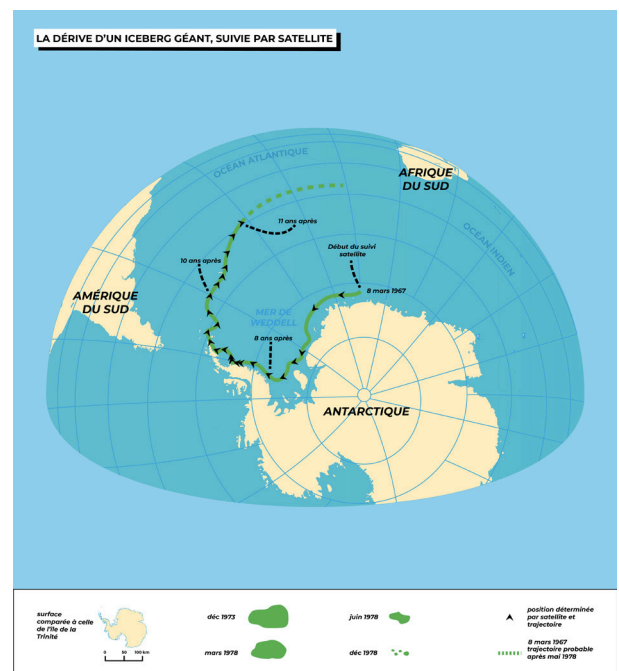 LA DÉRIVE D'UN ICEBERG GÉANT, SUIVIE PAR SATELLITE
OCÉAN ATLANTIQUE
AFRIQUE
DU SUD
11 ans après
Début du suivi
satellite
OCÉAN INDIEN
10 ans après
8 mars 1967
AMÉRIQUE
DU SUD
MER DE
WEDDELL
8 ans après
ANTARCTIQUE
surface
comparée à celle
de l'île de la
Trinité
0 50 100 km
déc 1973
mars 1978
juin 1978
déc 1978
position déterminée
par satellite et
trajectoire
8 mars 1967
trajectoire probable
après mai 1978